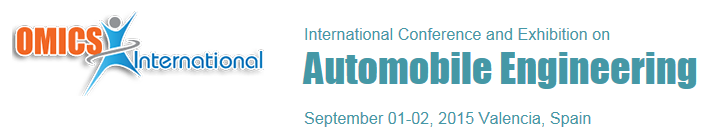 OMICS International
International Conference and Exhibition on
Automobile Engineering
September 01-02, 2015 Valencia, Spain